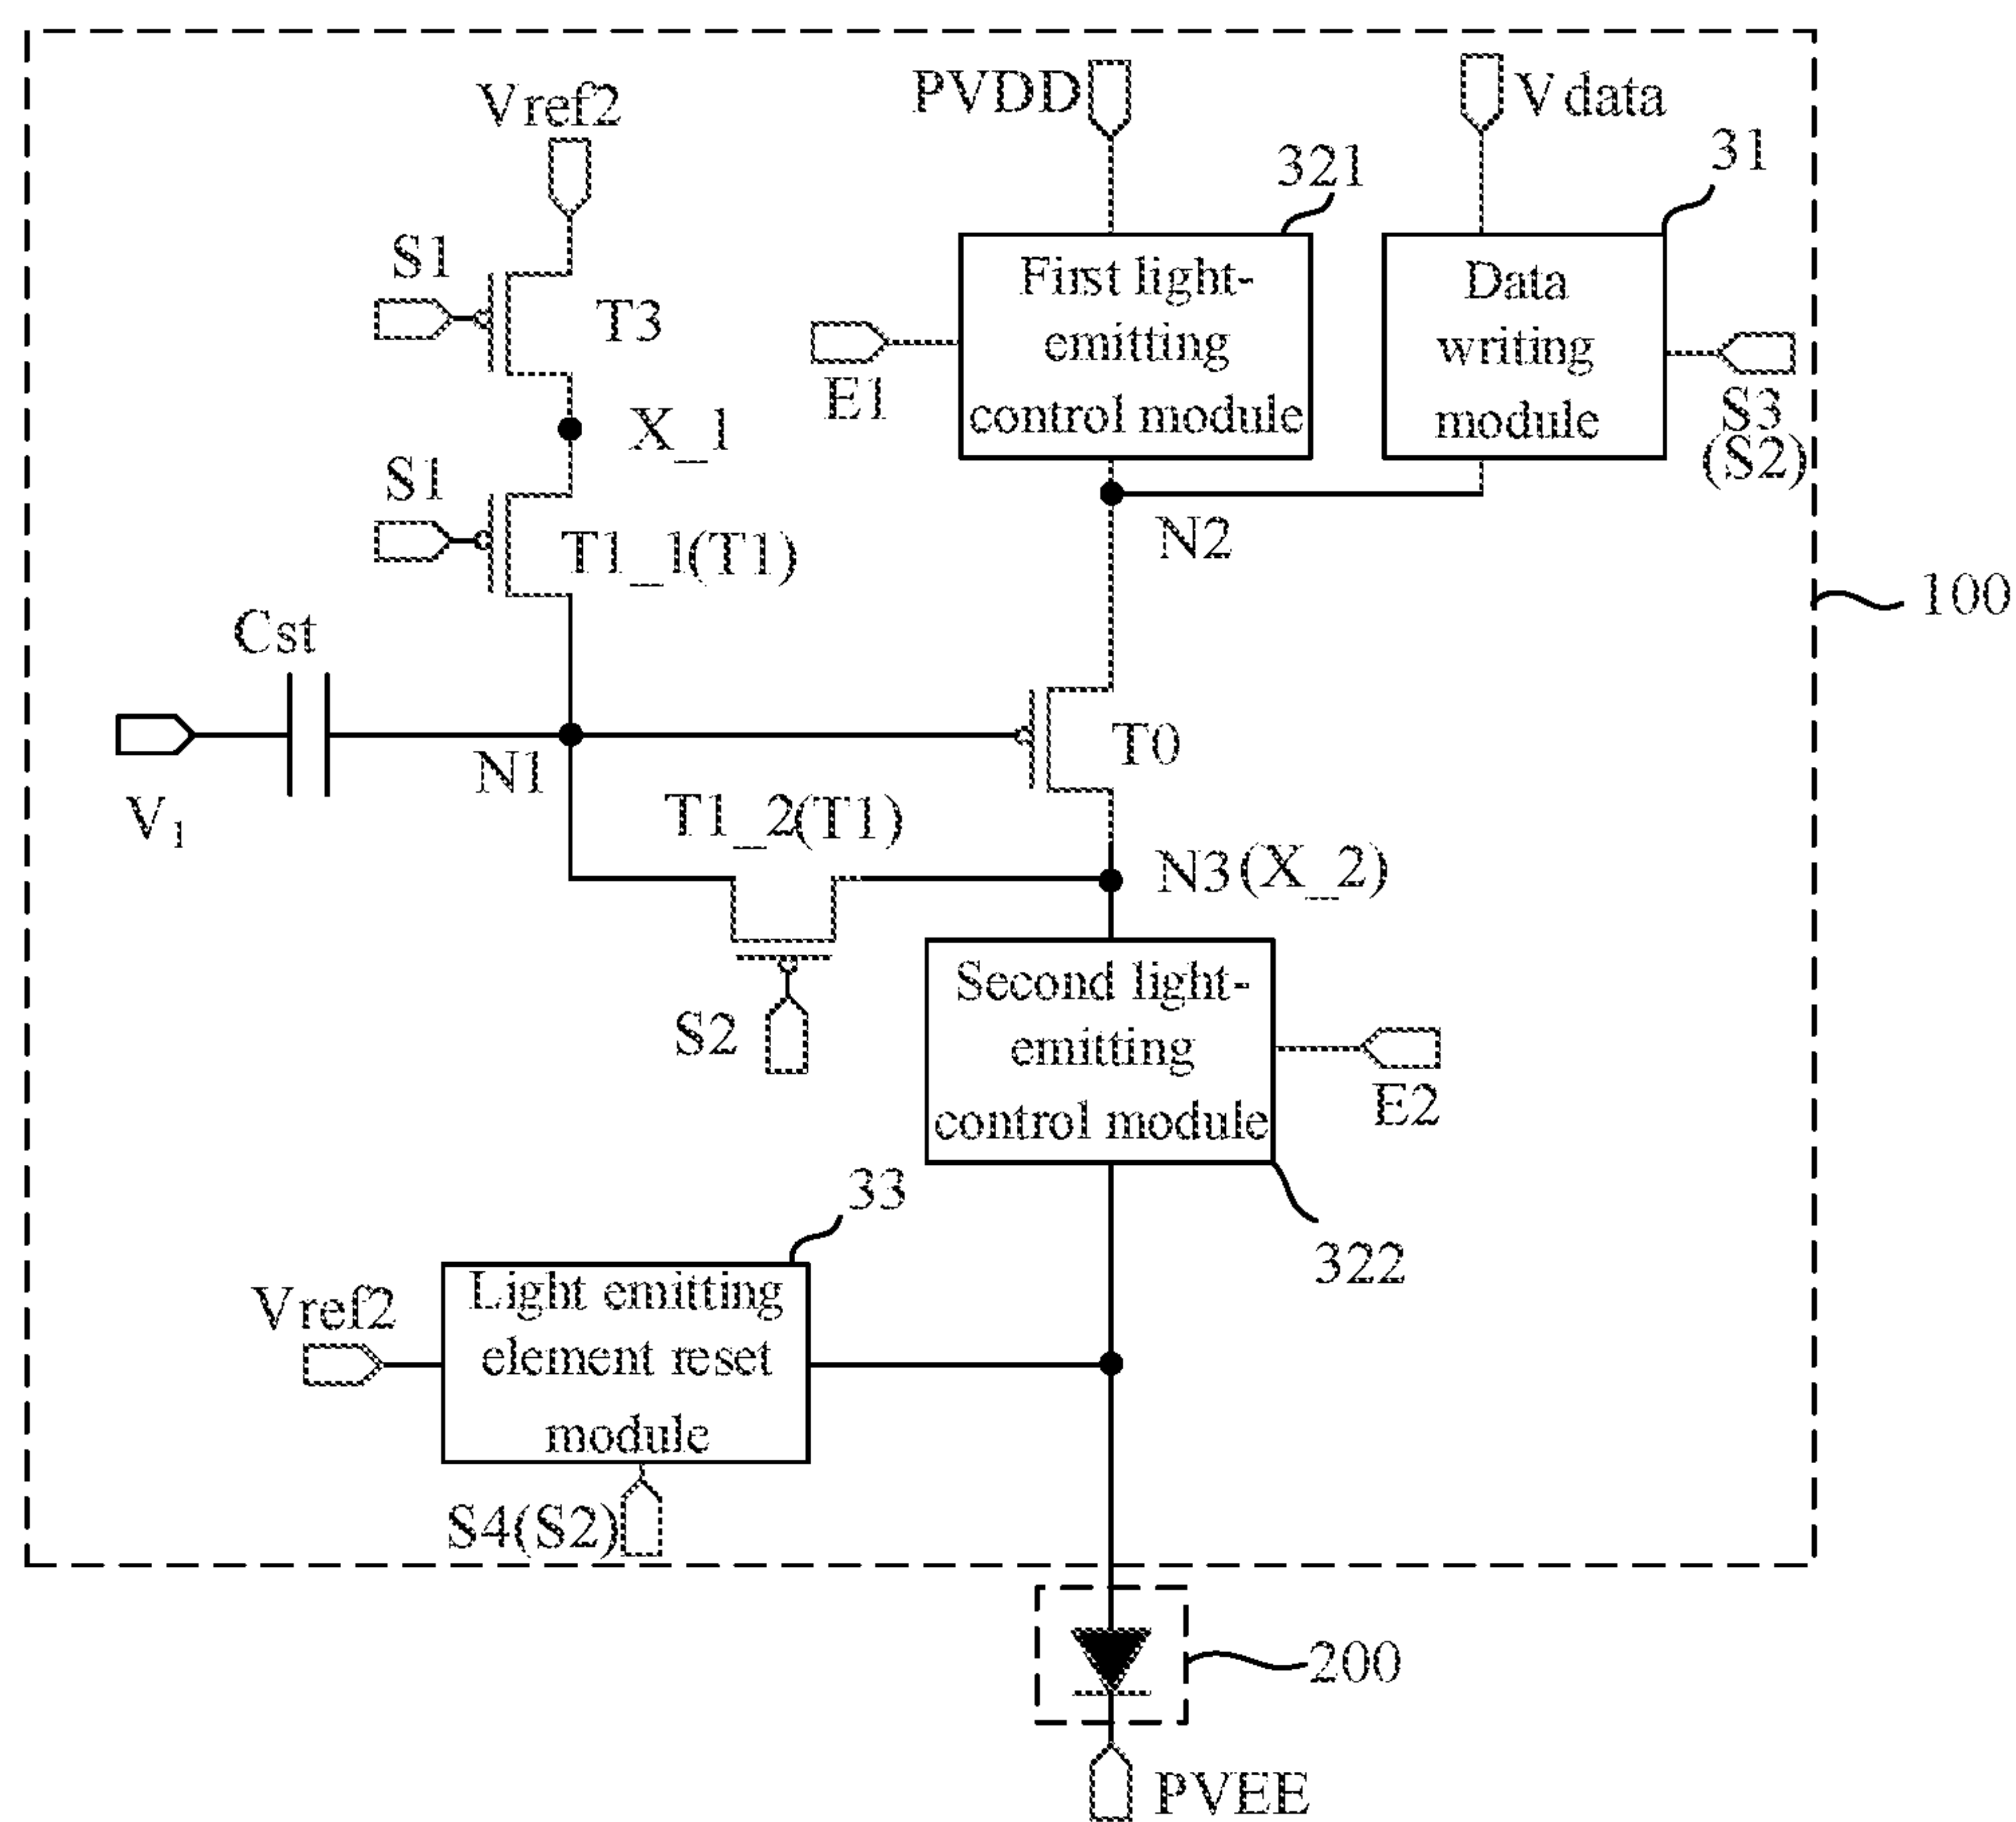 PVDD
Vdata
Vref2
321
31
S1
T3
First light-
emitting
control module
Data
writing
module
E1
S3
(S2)
X_1
S1
T1_1(T1)
N2
100
Cst
V1
N1
T0
T1_2(T1)
N3(X_2)
S2
Second light-
emitting
control module
E2
33
322
Vref2
Light emitting
element reset
module
S4(S2)
200
PVEE